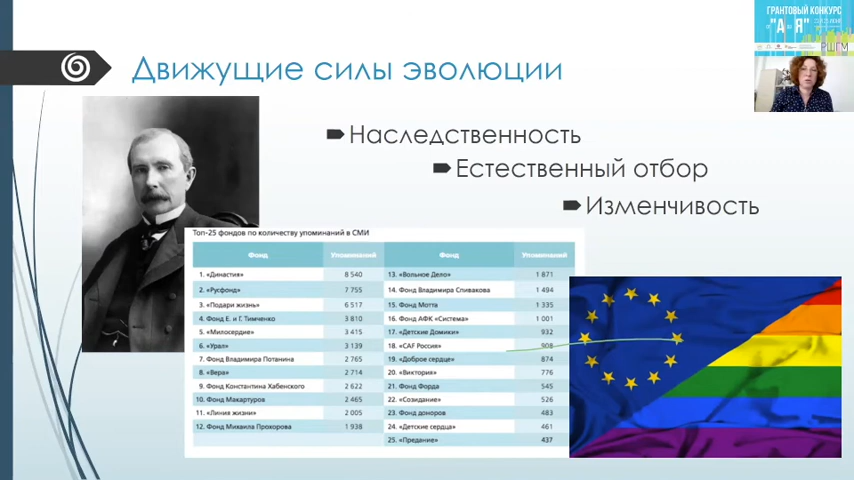 ГРАНТОВЫЙ КОНКУРС
РШГМ
Движущие силы эволюции
Наследственность
Естественный отбор
Изменчивость
Топ-25 фондов по количеству упоминаний в СМИ
Фонд Упоминаний Фонд Упоминаний
1. «Династия» 8 540 13. «Вольное Дело» 1 871
2. «Русфонд» 7 755 14. Фонд Владимира Спивакова 1 494
3. «Подари жизнь» 6 517 15. Фонд Мотта 1 335
4. Фонд Е. и Г. Тимченко 3 810 16. Фонд АФК «Система» 1 001
5. «Милосердие» 3 415 17. «Детские Домики» 932
6. «Урал» 3 139 18. «CAF Россия» 908
7. Фонд Владимира Потанина 2 765 19. «Доброе сердце» 874
8. «Вера» 2 714 20. «Виктория» 776
9. Фонд Константина Хабенского 2 622 21. Фонд Форда 545
10. Фонд Макартуров 2 465 22. «Созидание» 526
11. «Линия жизни» 2 005 23. Фонд доноров 483
12. Фонд Михаила Прохорова 1 938 24. «Детские сердца» 461
25. «Предание» 437